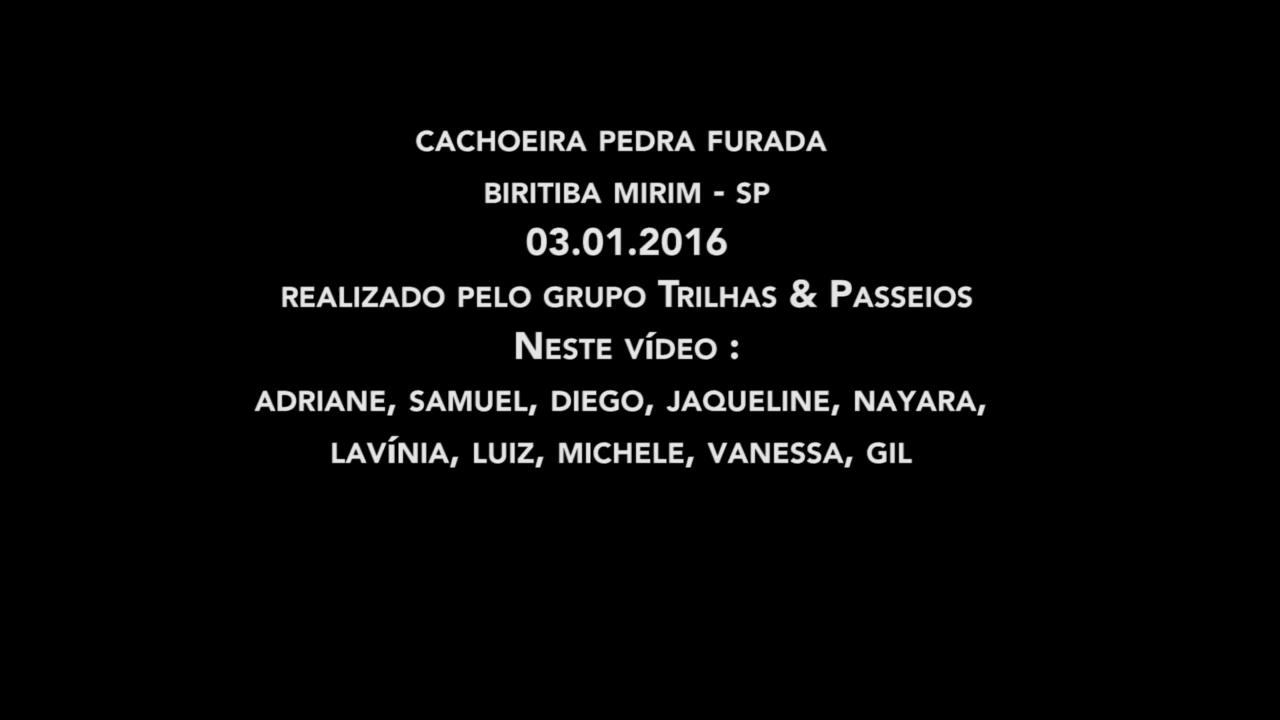 CACHOEIRA PEDRA FURADA
BIRITIBA MIRIM - SP
03.01.2016
REALIZADO PELO GRUPO TRILHAS & PASSEIOS
NESTE VÍDEO :
ADRIANE, SAMUEL, DIEGO, JAQUELINE, NAYARA,
LAVÍNIA, LUIZ, MICHELE, VANESSA, GIL